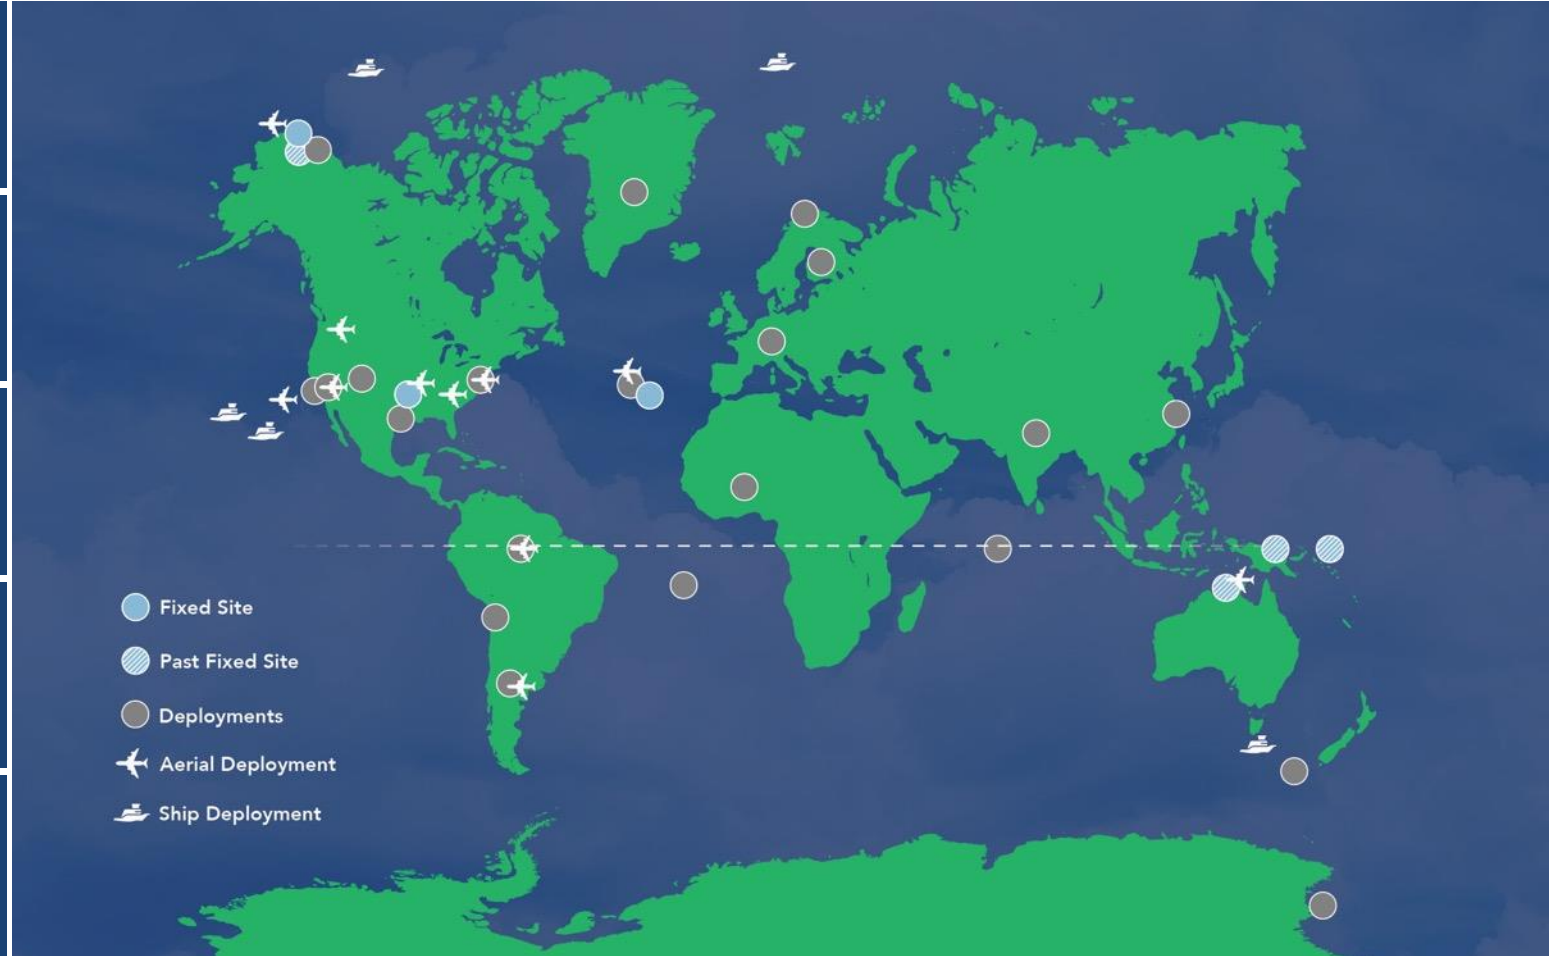 Fixed Site
Past Fixed Site
Deployments
Aerial Deployment
Ship Deployment